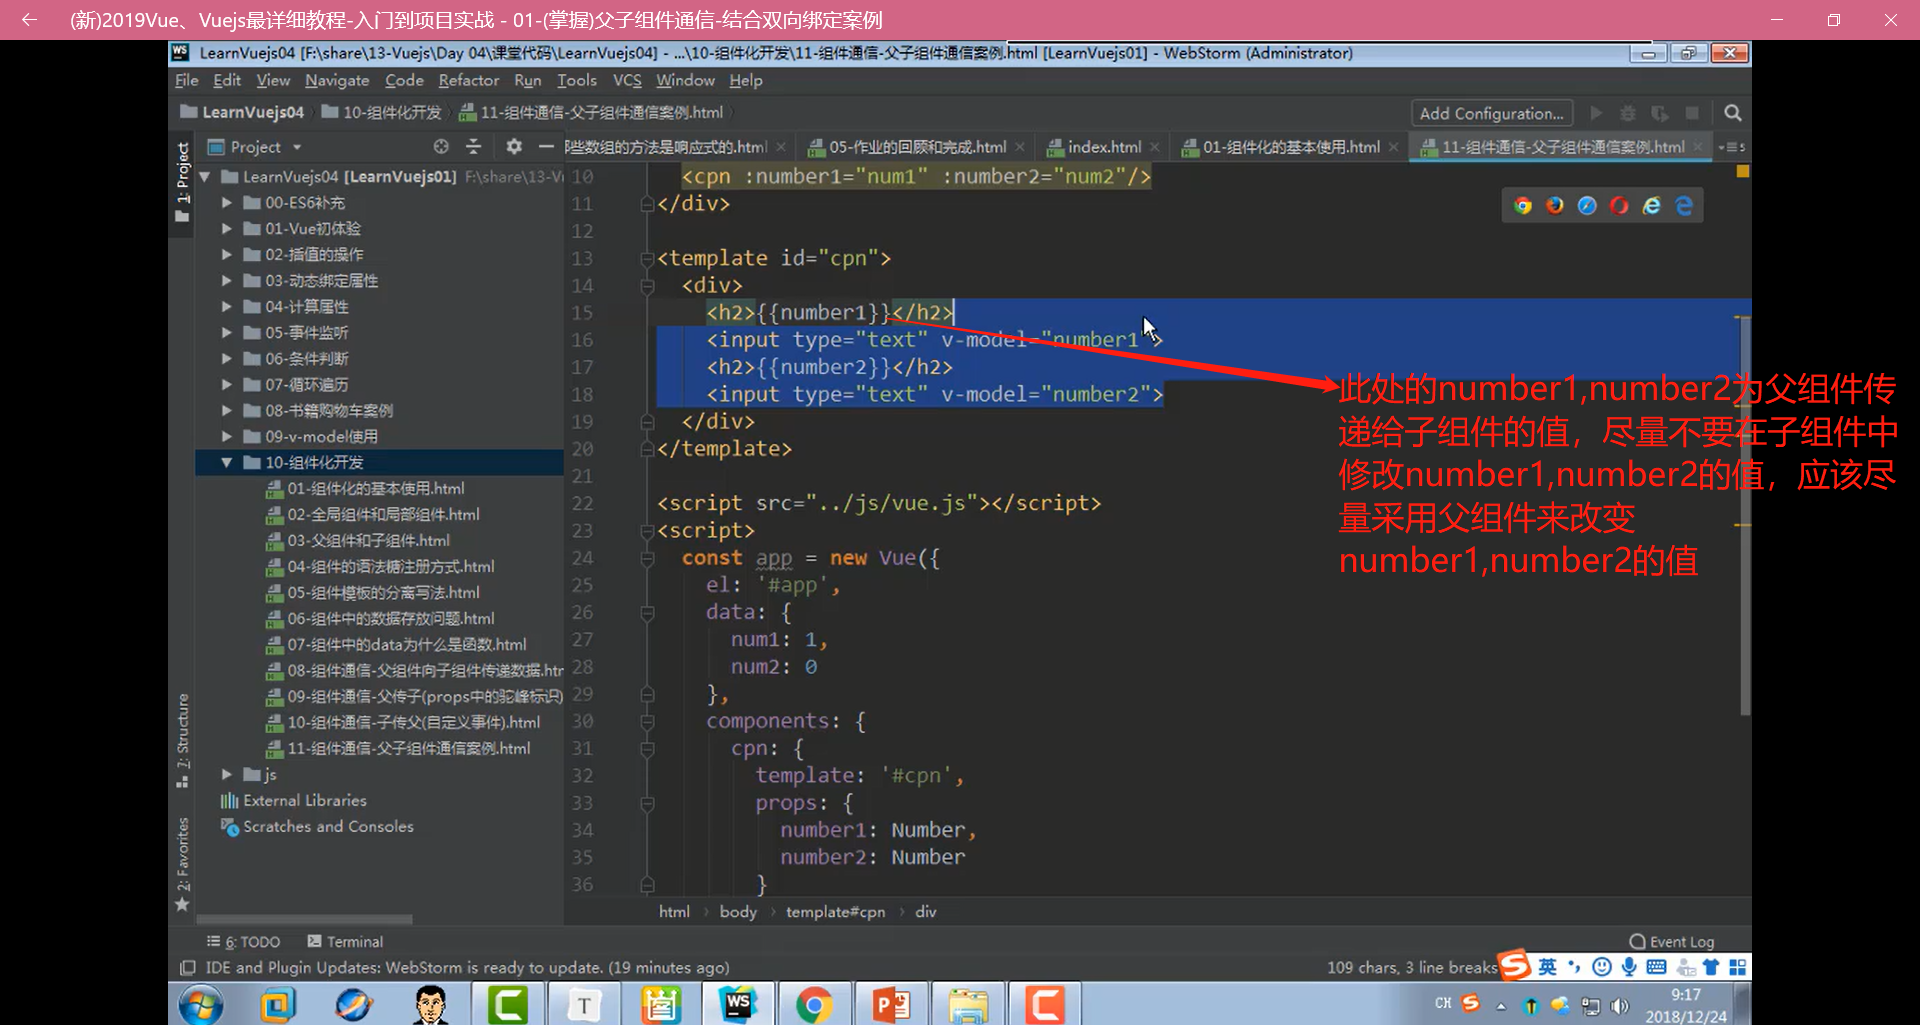 (新)2019Vue、Vuejs最详细教程-入门到项目实战 - 01-(掌握)父子组件通信-结合双向绑定案例
LearnVuejs04 [F:\share\13-Vuejs\Day 04\课堂代码\LearnVuejs04] - ...\10-组件化开发\11-组件通信-父子组件通信案例.html [LearnVuejs01] - WebStorm (Administrator)
File Edit View Navigate Code Refactor Run Tools VCS Window Help
LearnVuejs04 10-组件化开发 11-组件通信-父子组件通信案例.html
Add Configuration...
1: Project
Project
那些数组的方法是响应式的.html 05-作业的回顾和完成.html index.html 01-组件化的基本使用.html 11-组件通信-父子组件通信案例.html
LearnVuejs04 [LearnVuejs01] F:\share\13-V
00-ES6补充
01-Vue初体验
02-插值的操作
03-动态绑定属性
04-计算属性
05-事件监听
06-条件判断
07-循环遍历
08-书籍购物车案例
09-v-model使用
10-组件化开发
01-组件化的基本使用.html
02-全局组件和局部组件.html
03-父组件和子组件.html
04-组件的语法糖注册方式.html
05-组件模板的分离写法.html
06-组件中的数据存放问题.html
07-组件中的data为什么是函数.html
08-组件通信-父组件向子组件传递数据.htm
09-组件通信-父传子(props中的驼峰标识)
10-组件通信-子传父(自定义事件).html
11-组件通信-父子组件通信案例.html
js
External Libraries
Scratches and Consoles
7: Structure
2: Favorites
10 <cpn :number1="num1" :number2="num2"/>
11 </div>
12
13 <template id="cpn">
14 <div>
15 <h2>{{number1}}</h2>
16 <input type="text" v-model="number1">
17 <h2>{{number2}}</h2>
18 <input type="text" v-model="number2">
19 </div>
20 </template>
21
22 <script src="../js/vue.js"></script>
23 <script>
24 const app = new Vue({
25 el: '#app',
26 data: {
27 num1: 1,
28 num2: 0
29 },
30 components: {
31 cpn: {
32 template: '#cpn',
33 props: {
34 number1: Number,
35 number2: Number
36 }
此处的number1,number2为父组件传
递给子组件的值，尽量不要在子组件中
修改number1,number2的值，应该尽
量采用父组件来改变
number1,number2的值
html body template#cpn div
6: TODO Terminal
Event Log
IDE and Plugin Updates: WebStorm is ready to update. (19 minutes ago)
109 chars, 3 line breaks
英
CH
9:17
2018/12/24